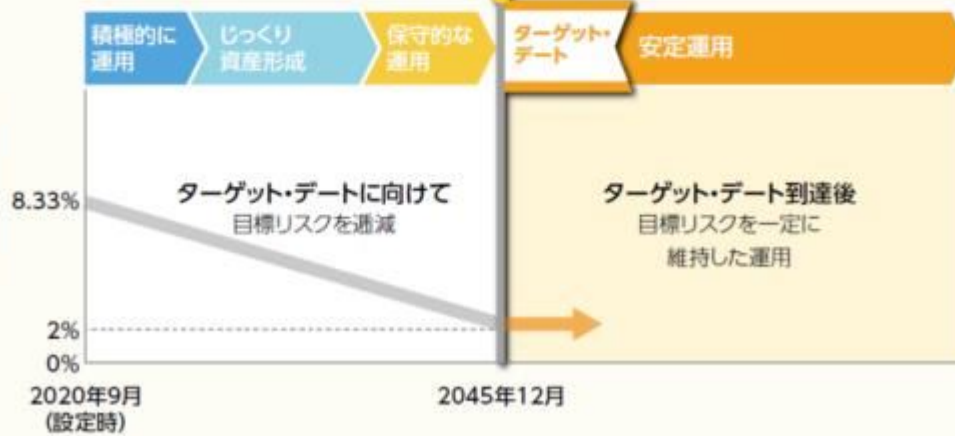 積極的に
運用
じっくり
資産形成
保守的な
運用
ターゲット・
デート
安定運用
8.33%
ターゲット・デートに向けて
目標リスクを逓減
ターゲット・デート到達後
目標リスクを一定に
維持した運用
2%
0%
2020年9月
(設定時)
2045年12月